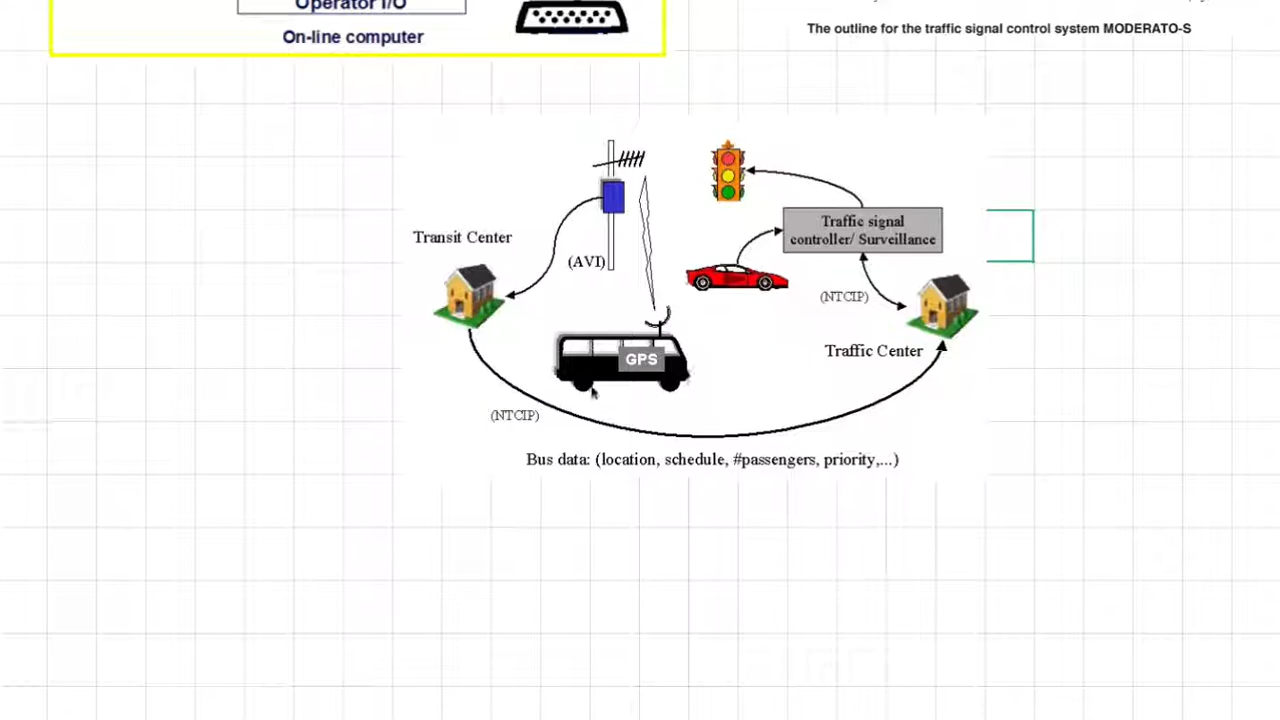 Operator I/O
On-line computer
The outline for the traffic signal control system MODERATO-S
Traffic signal
controller/ Surveillance
Transit Center
(AVI)
(NTCIP)
Traffic Center
GPS
(NTCIP)
Bus data: (location, schedule, #passengers, priority,...)